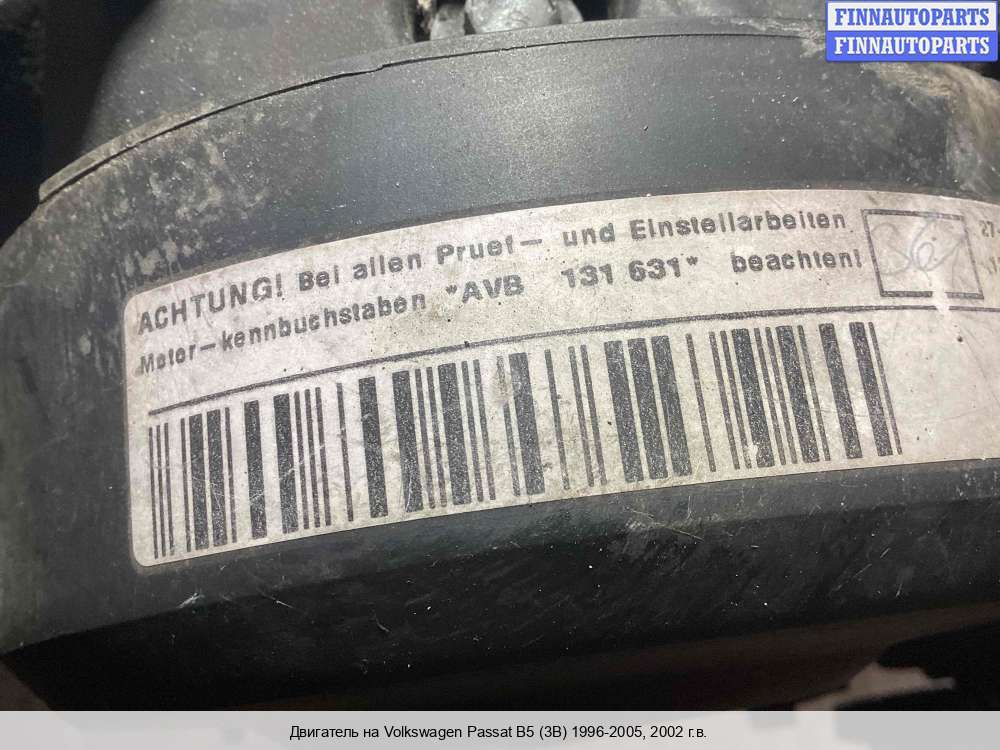 FINNAUTOPARTS
FINNAUTOPARTS
ACHTUNG! Bei allen Pruef- und Einstellarbeiten
Motor-kennbuchstaben "AVB 131 631" beachten!
27-
Двигатель на Volkswagen Passat B5 (3B) 1996-2005, 2002 г.в.